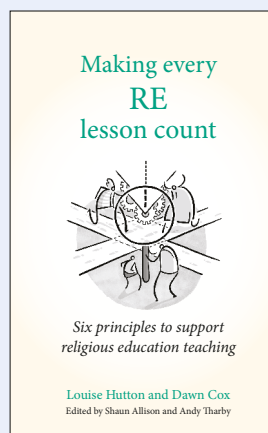 Making every
RE
lesson count
Six principles to support
religious education teaching
Louise Hutton and Dawn Cox
Edited by Shaun Allison and Andy Tharby